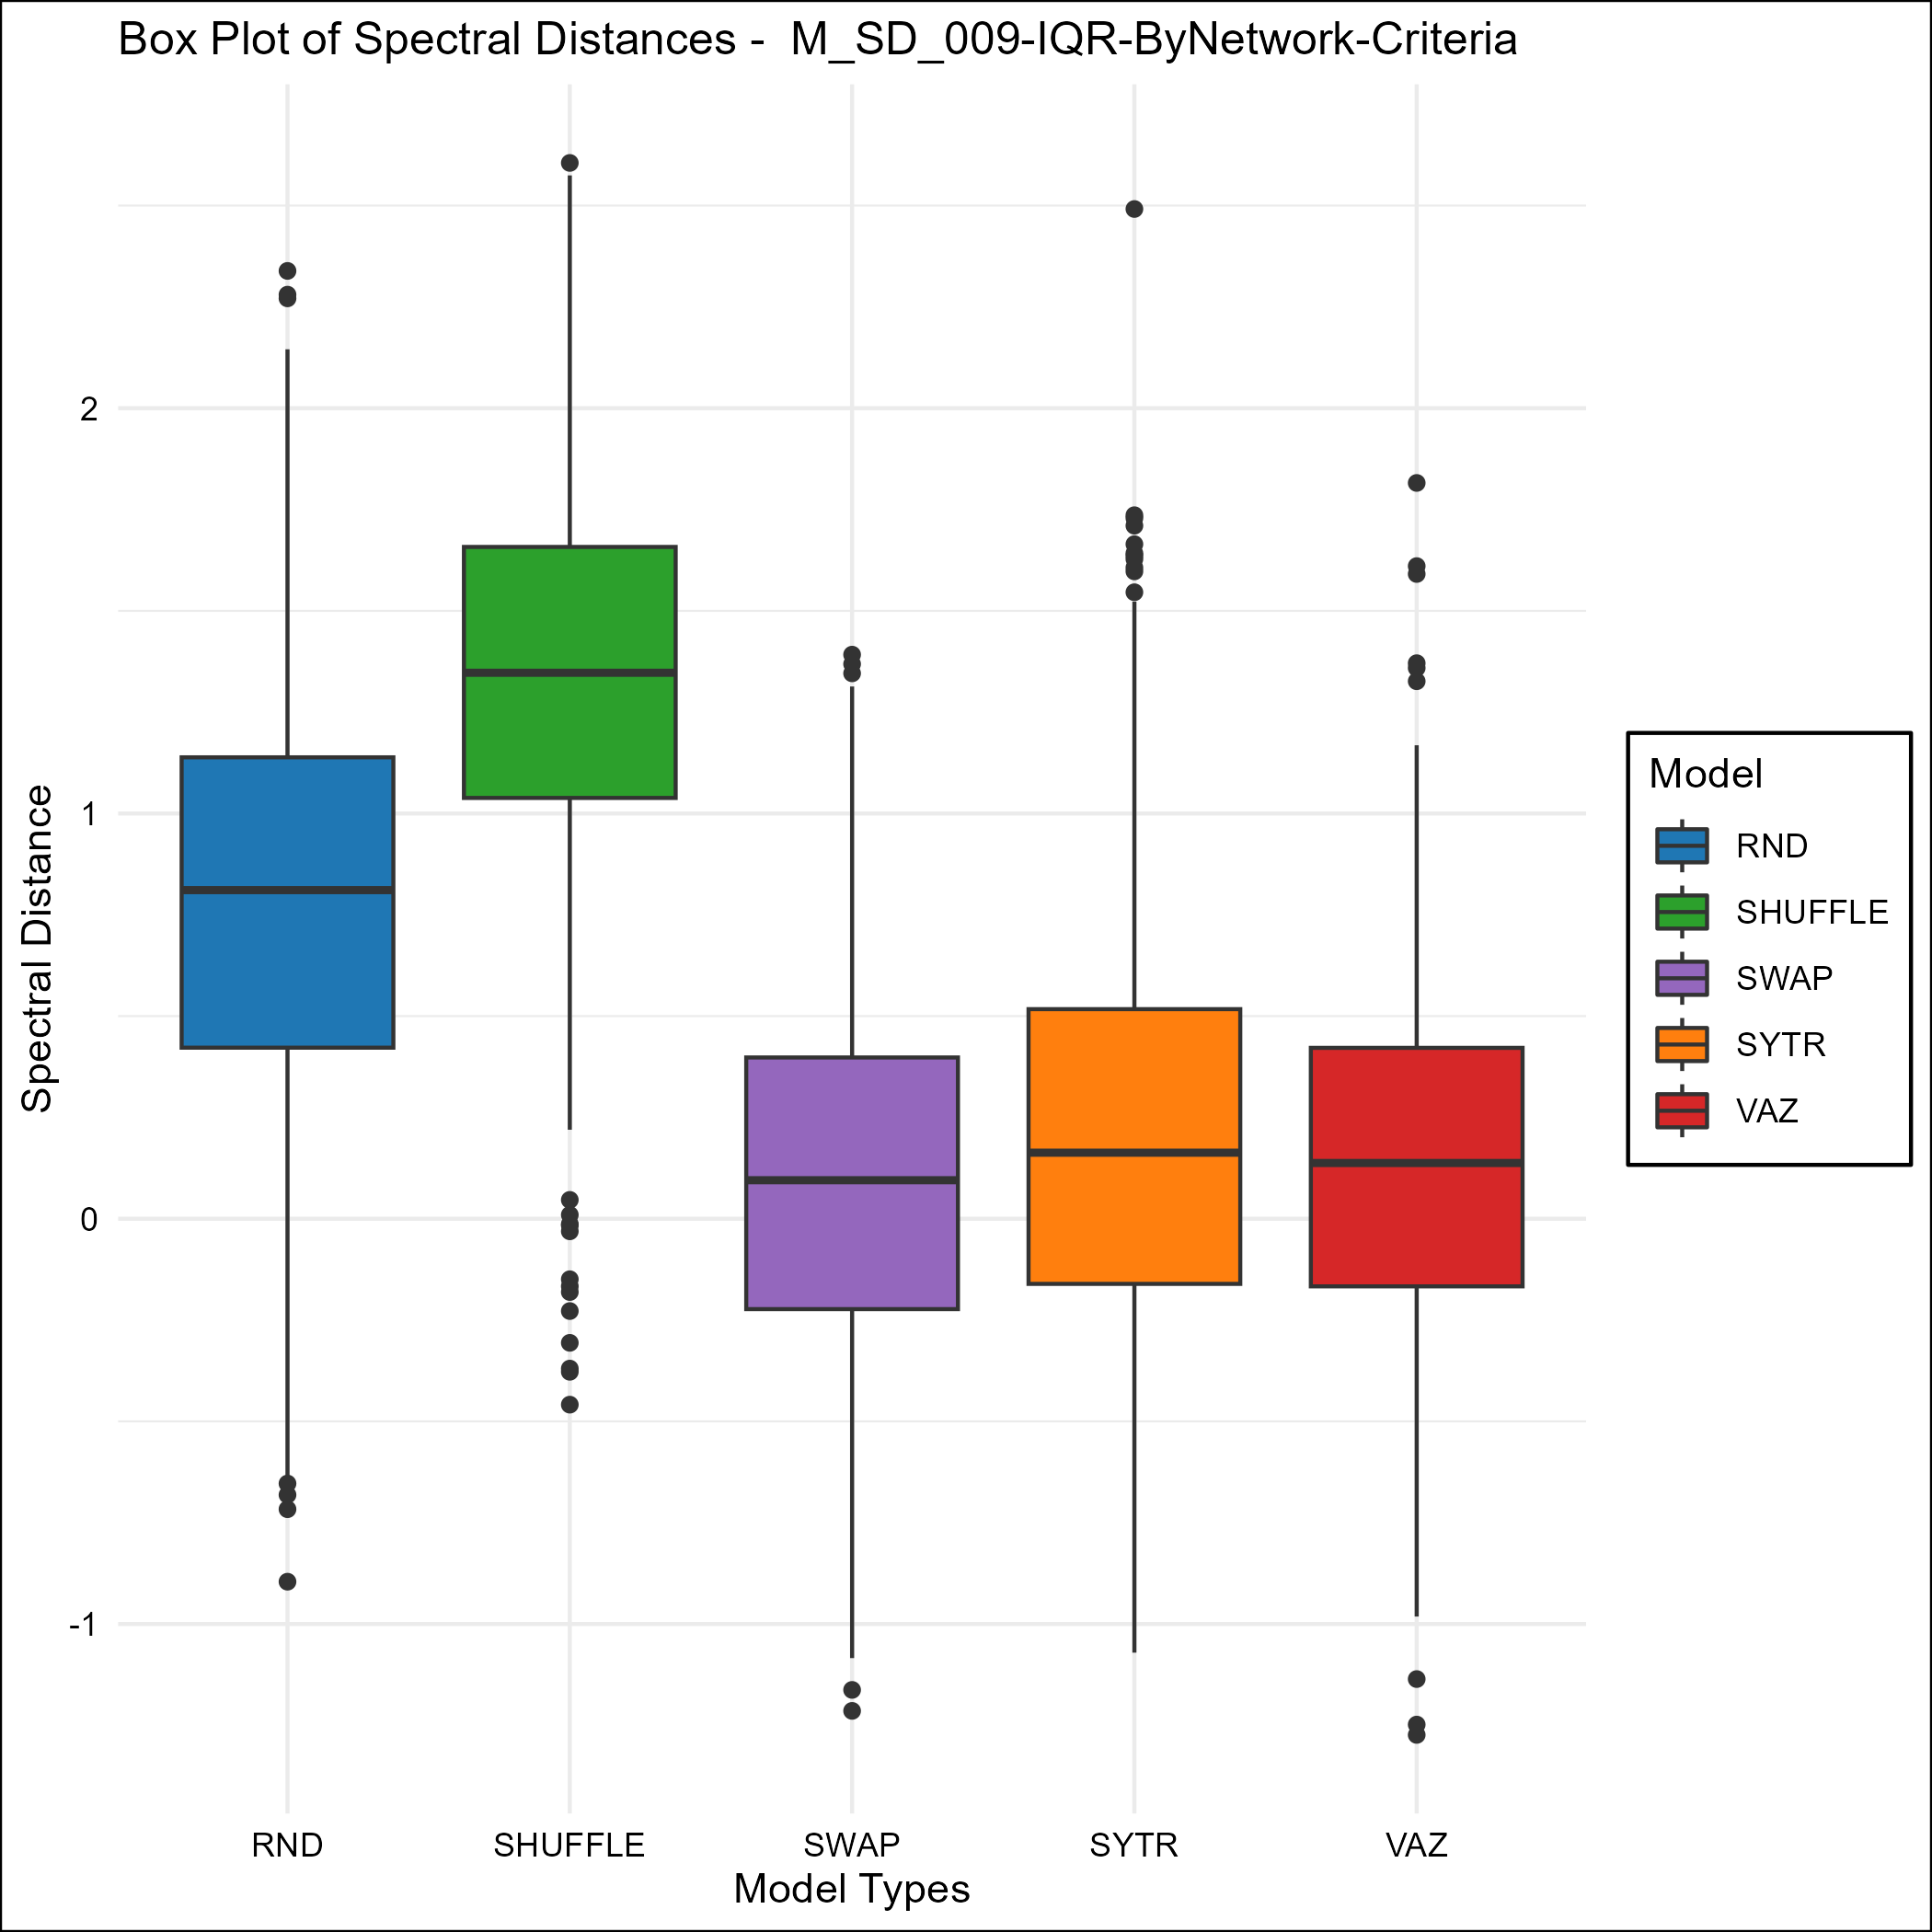 Box Plot of Spectral Distances -  M_SD_009-IQR-ByNetwork-Criteria
Spectral Distance
2
1
0
-1
RND
SHUFFLE
SWAP
SYTR
VAZ
Model Types
Model
RND
SHUFFLE
SWAP
SYTR
VAZ